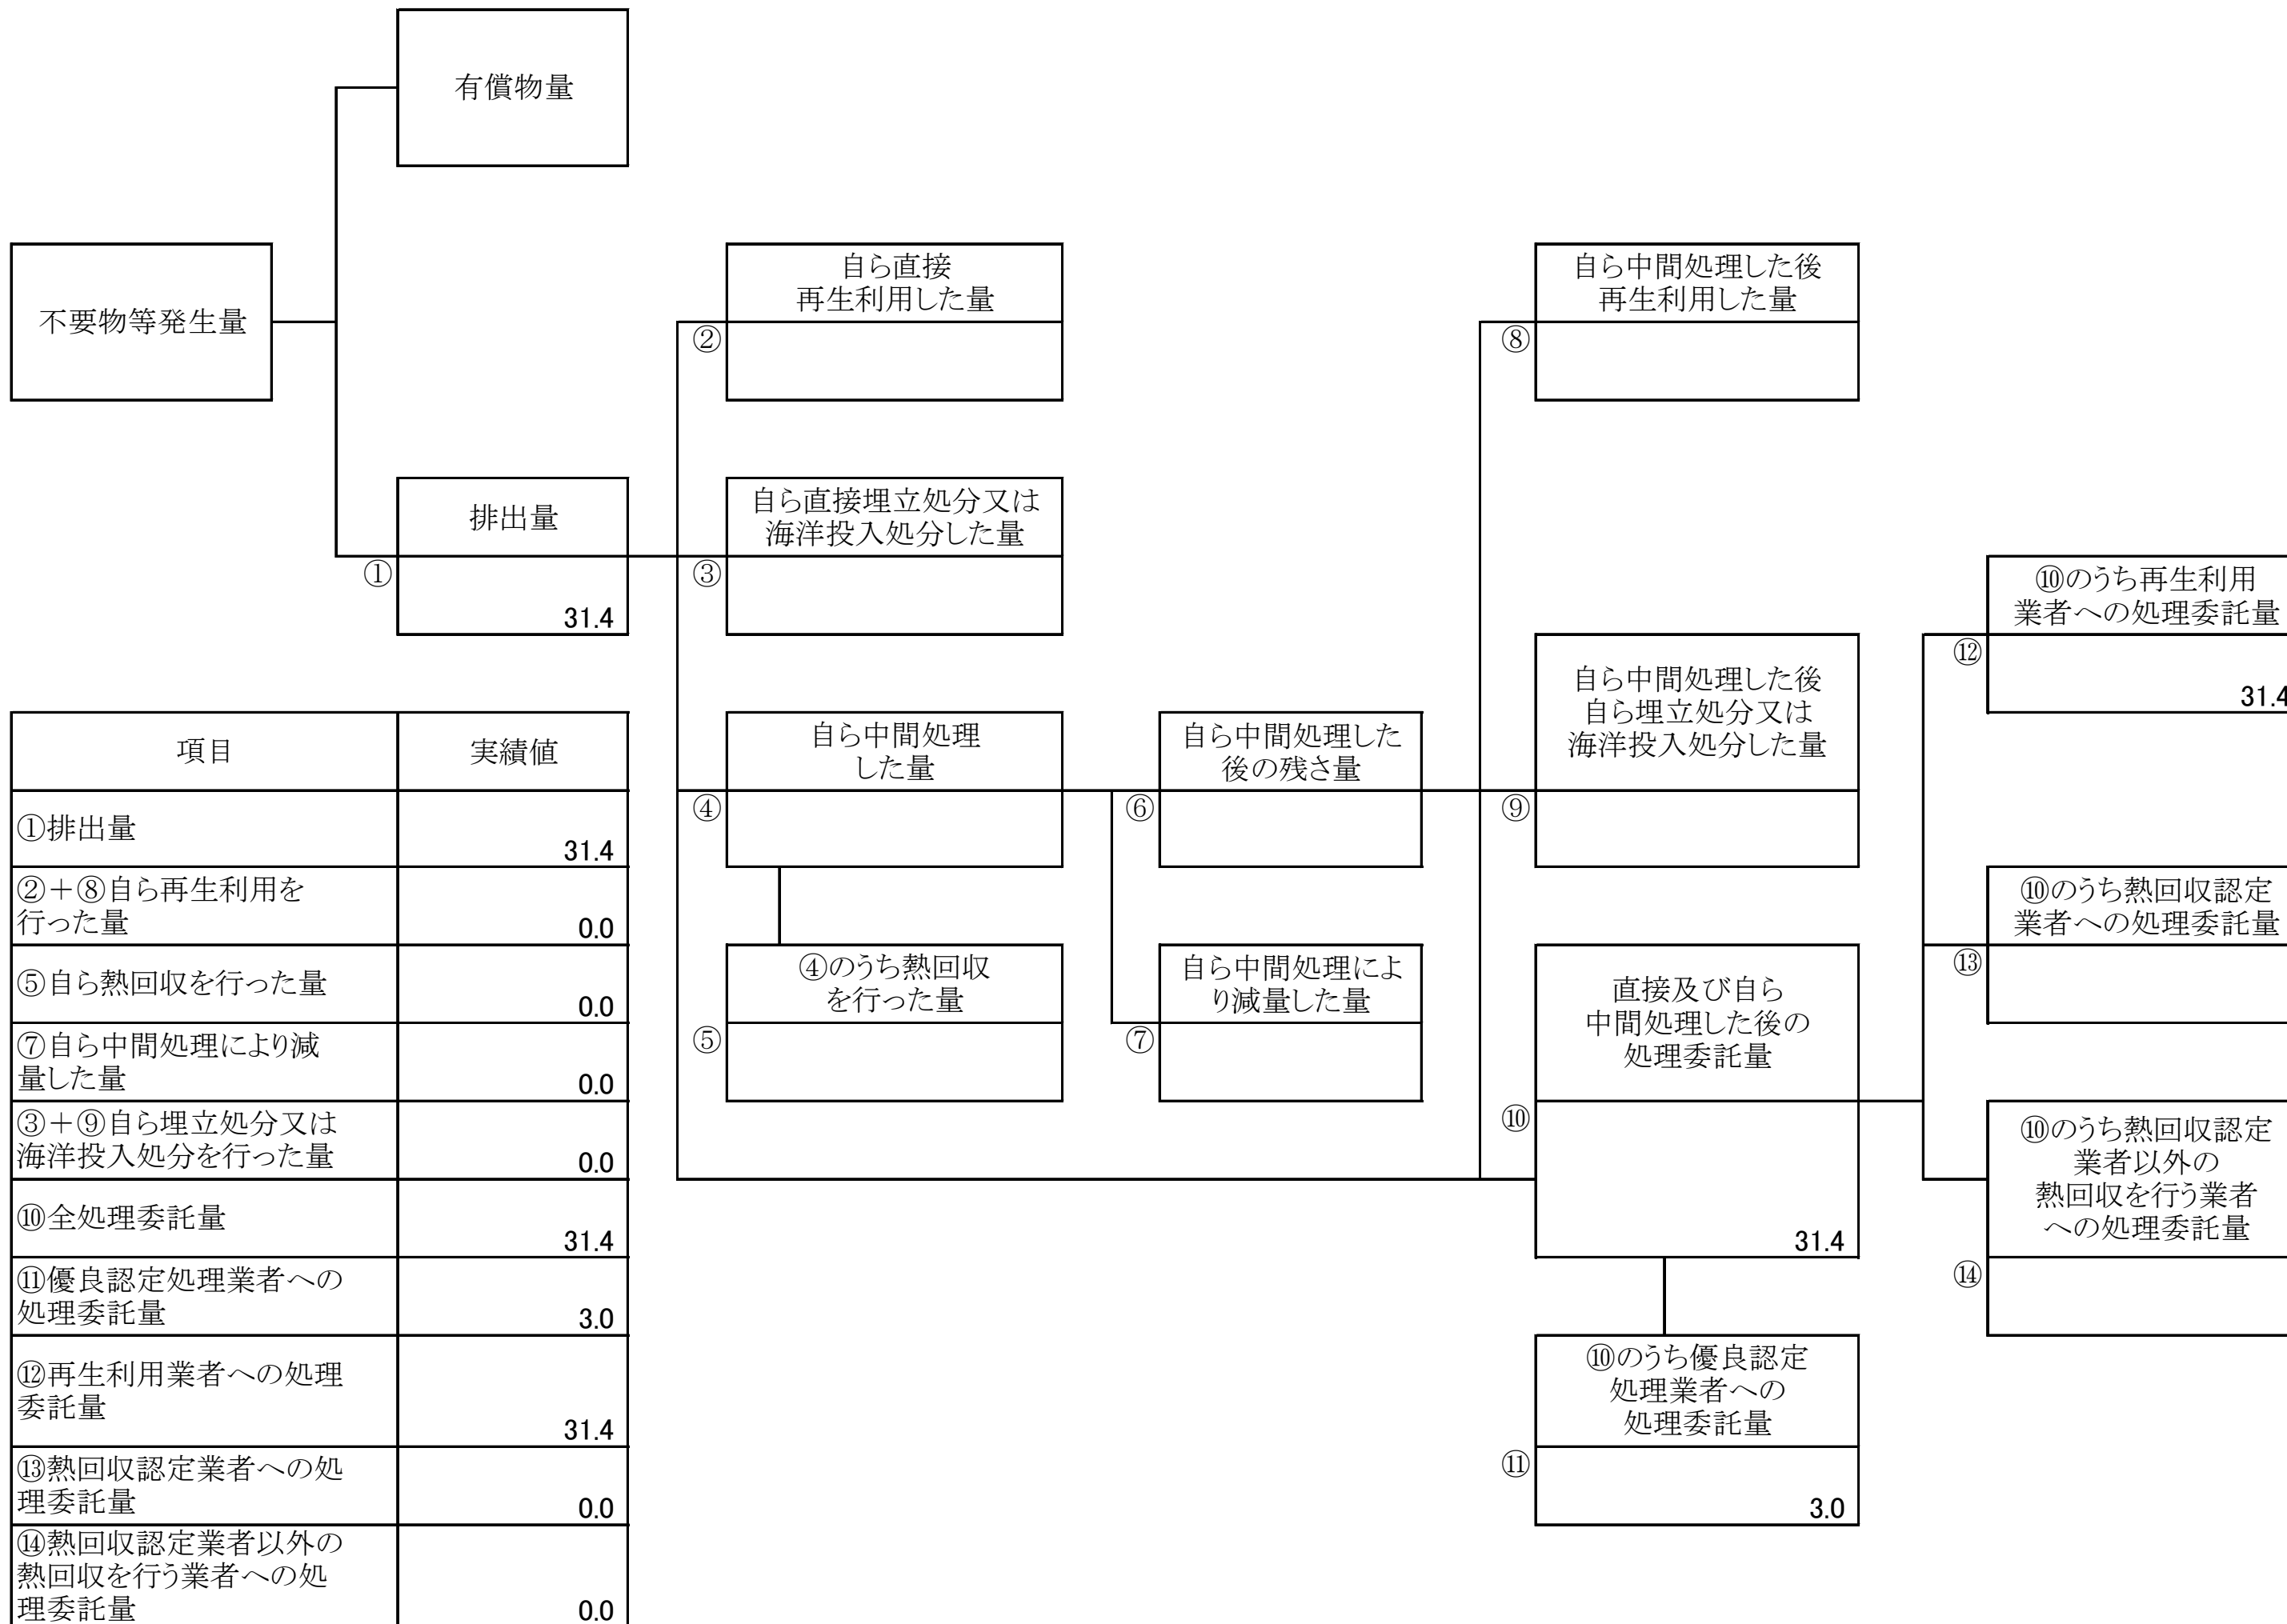 有償物量
不要物等発生量
自ら直接
再生利用した量
②
自ら中間処理した後
再生利用した量
⑧
排出量
①
31.4
自ら直接埋立処分又は
海洋投入処分した量
③
⑩のうち再生利用
業者への処理委託量
⑫
31.4
自ら中間処理
した量
④
自ら中間処理した
後の残さ量
⑥
自ら中間処理した後
自ら埋立処分又は
海洋投入処分した量
⑨
⑩のうち熱回収認定
業者への処理委託量
⑬
④のうち熱回収
を行った量
⑤
自ら中間処理によ
り減量した量
⑦
直接及び自ら
中間処理した後の
処理委託量
⑩
31.4
⑩のうち熱回収認定
業者以外の
熱回収を行う業者
への処理委託量
⑭
⑩のうち優良認定
処理業者への
処理委託量
⑪
3.0
項目
実績値
①排出量
31.4
②＋⑧自ら再生利用を
行った量
0.0
⑤自ら熱回収を行った量
0.0
⑦自ら中間処理により減
量した量
0.0
③＋⑨自ら埋立処分又は
海洋投入処分を行った量
0.0
⑩全処理委託量
31.4
⑪優良認定処理業者への
処理委託量
3.0
⑫再生利用業者への処理
委託量
31.4
⑬熱回収認定業者への処
理委託量
0.0
⑭熱回収認定業者以外の
熱回収を行う業者への処
理委託量
0.0